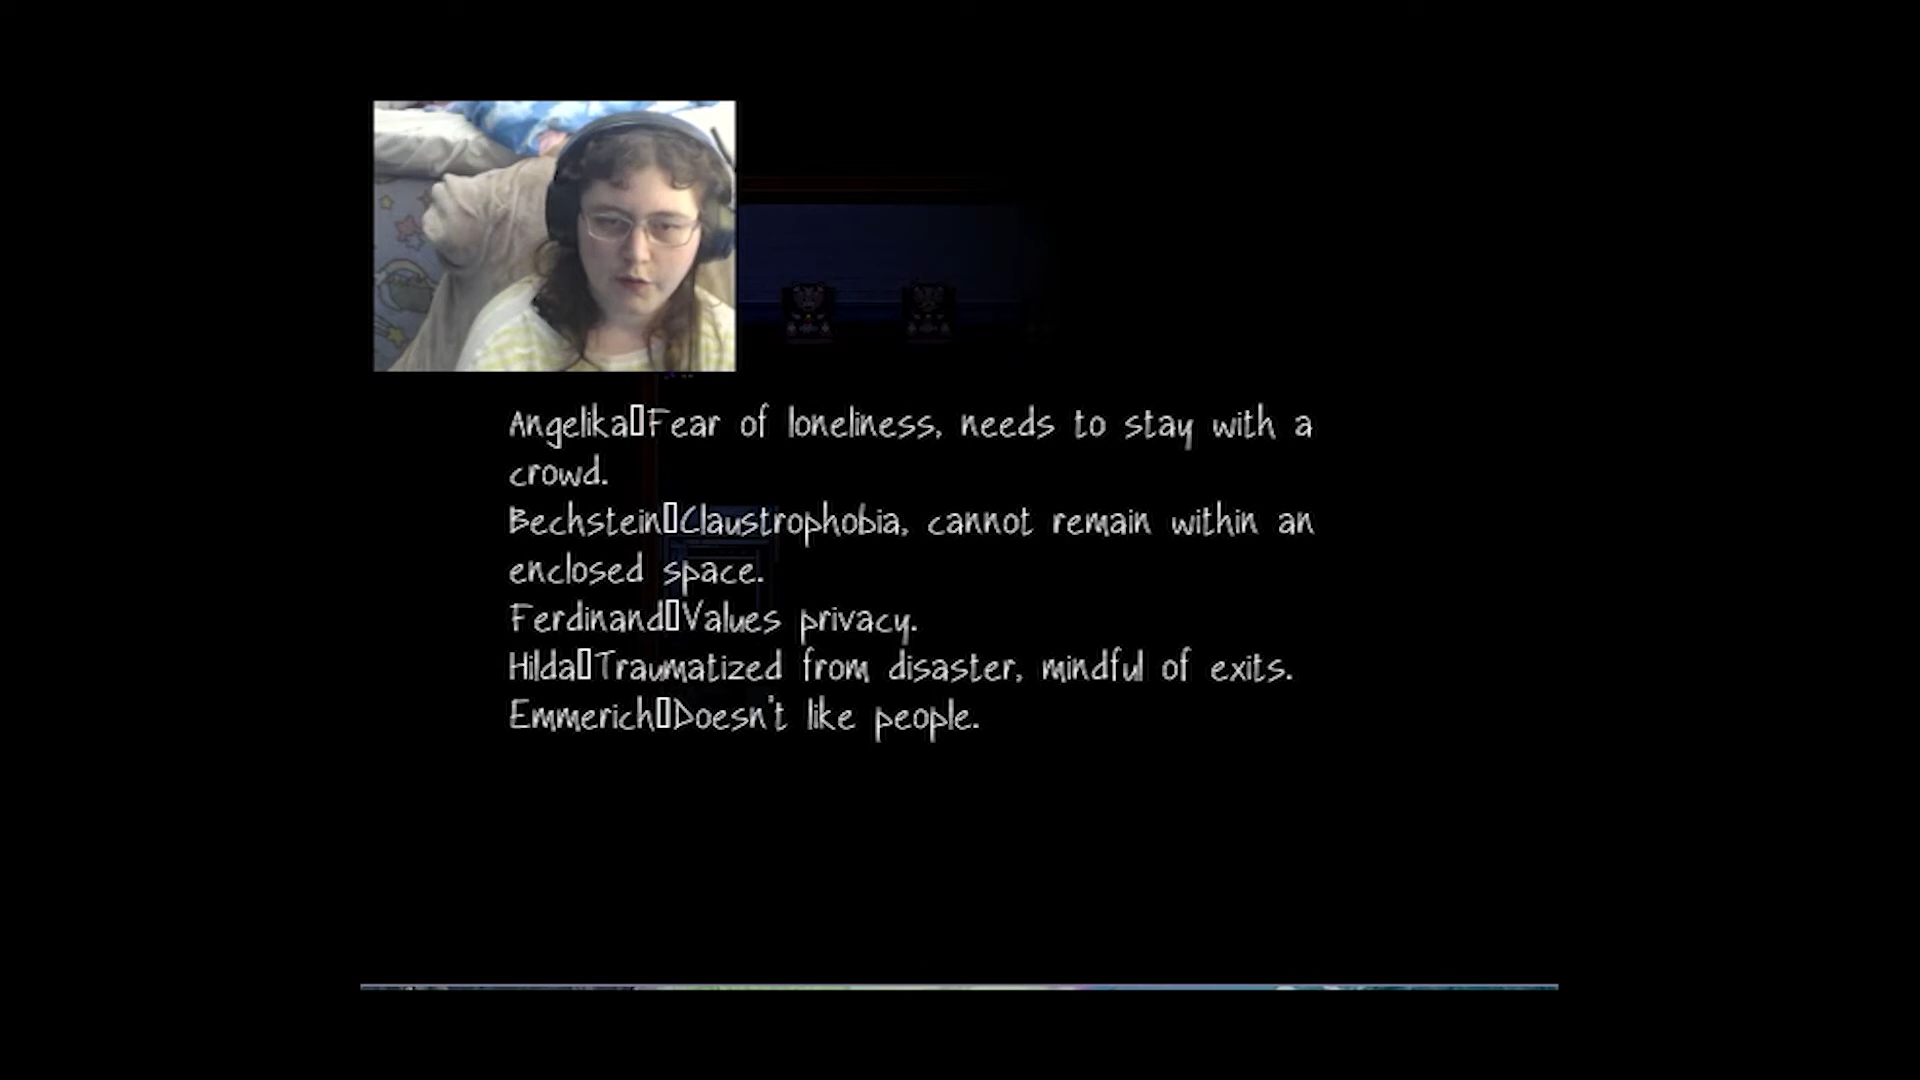 Angelika▯Fear of loneliness, needs to stay with a
crowd.
Bechstein▯Claustrophobia, cannot remain within an
enclosed space.
Ferdinand▯Values privacy.
Hilda▯Traumatized from disaster, mindful of exits.
Emmerich▯Doesn't like people.